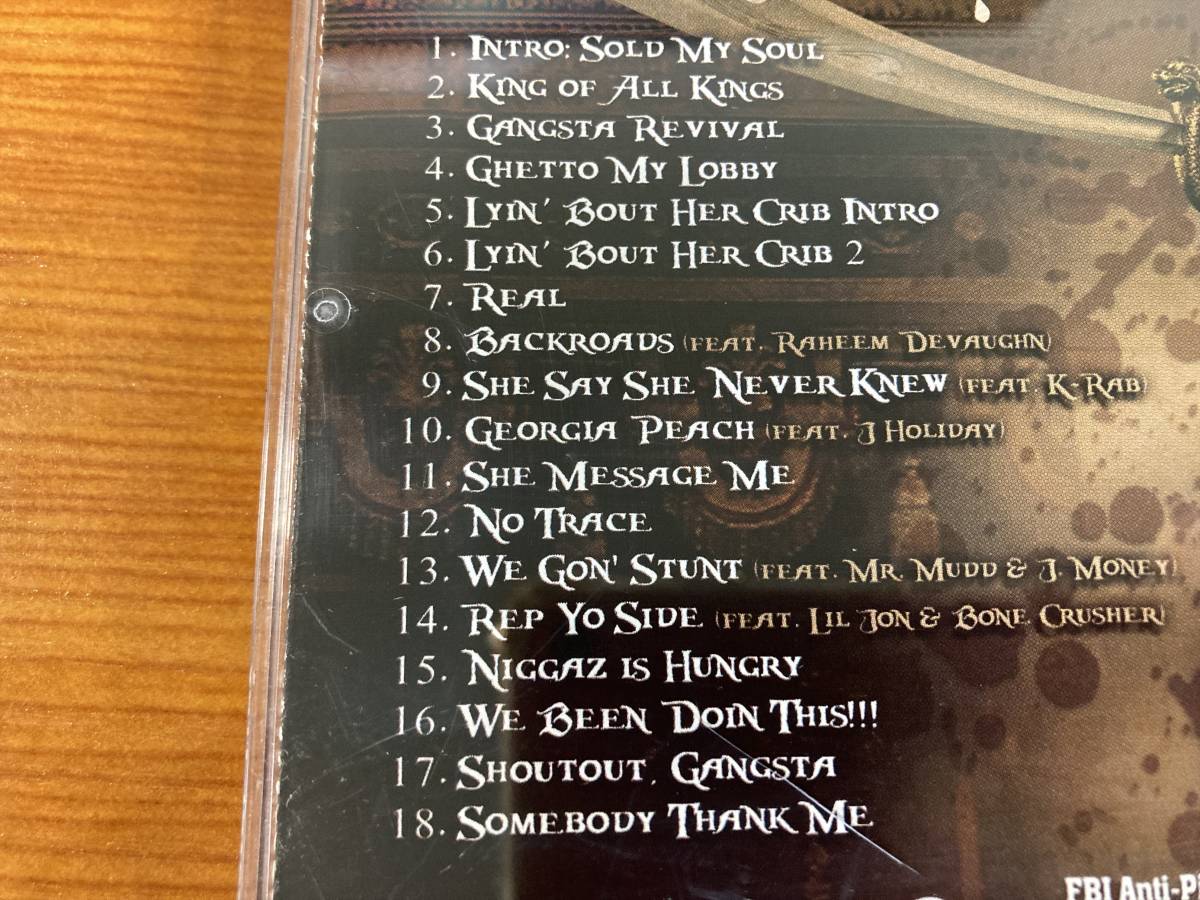 1. Intro: Sold My Soul
2. King of All Kings
3. Gangsta Revival
4. Ghetto My Lobby
5. Lyin' Bout Her Crib Intro
6. Lyin' Bout Her Crib 2
7. Real
8. Backroads (feat. Raheem DeVaughn)
9. She Say She Never Knew (feat. K-Rab)
10. Georgia Peach (feat. J Holiday)
11. She Message Me
12. No Trace
13. We Gon' Stunt (feat. Mr. Mudd & J. Money)
14. Rep Yo Side (feat. Lil Jon & Bone Crusher)
15. Niggaz is Hungry
16. We Been Doin This!!!
17. Shoutout, Gangsta
18. Somebody Thank Me
FBI Anti-Pi